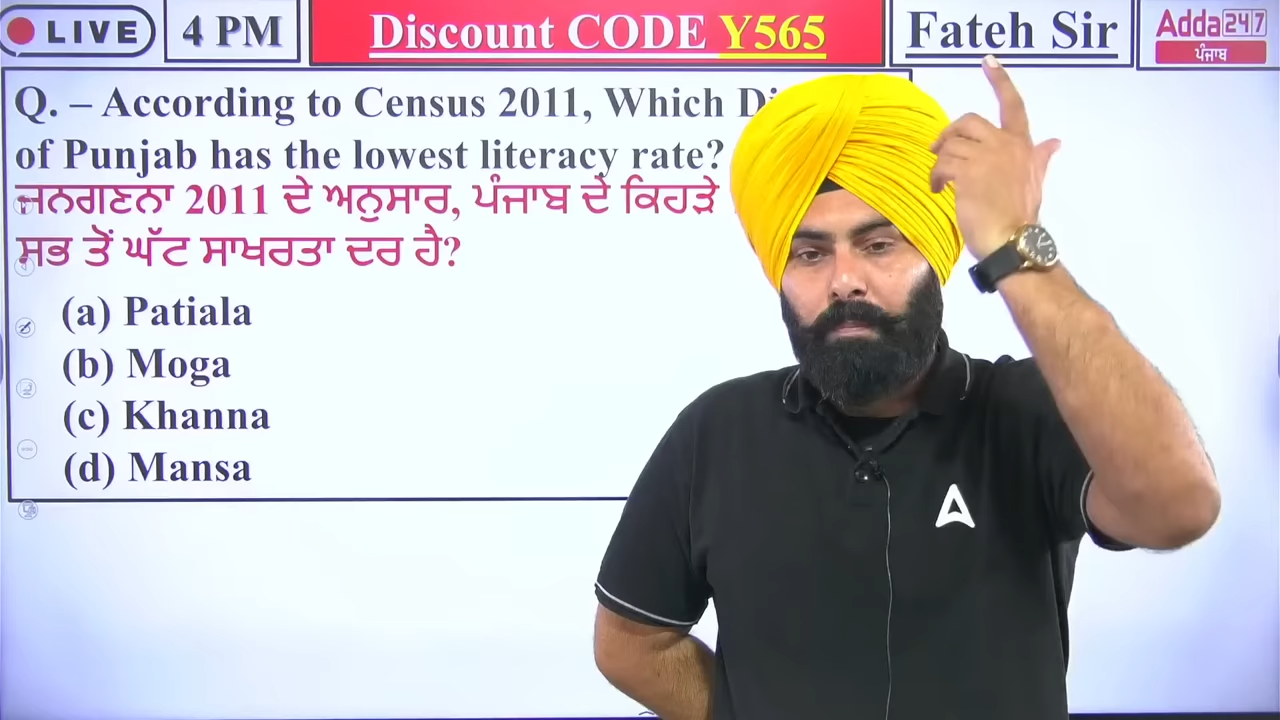 LIVE
4 PM
Discount CODE Y565
Fateh Sir
Adda247
ਪੰਜਾਬ
Q. – According to Census 2011, Which
of Punjab has the lowest literacy rate?
ਜਨਗਣਨਾ 2011 ਦੇ ਅਨੁਸਾਰ, ਪੰਜਾਬ ਦੇ ਕਿਹੜੇ
ਸਭ ਤੋਂ ਘੱਟ ਸਾਖਰਤਾ ਦਰ ਹੈ?
(a) Patiala
(b) Moga
(c) Khanna
(d) Mansa